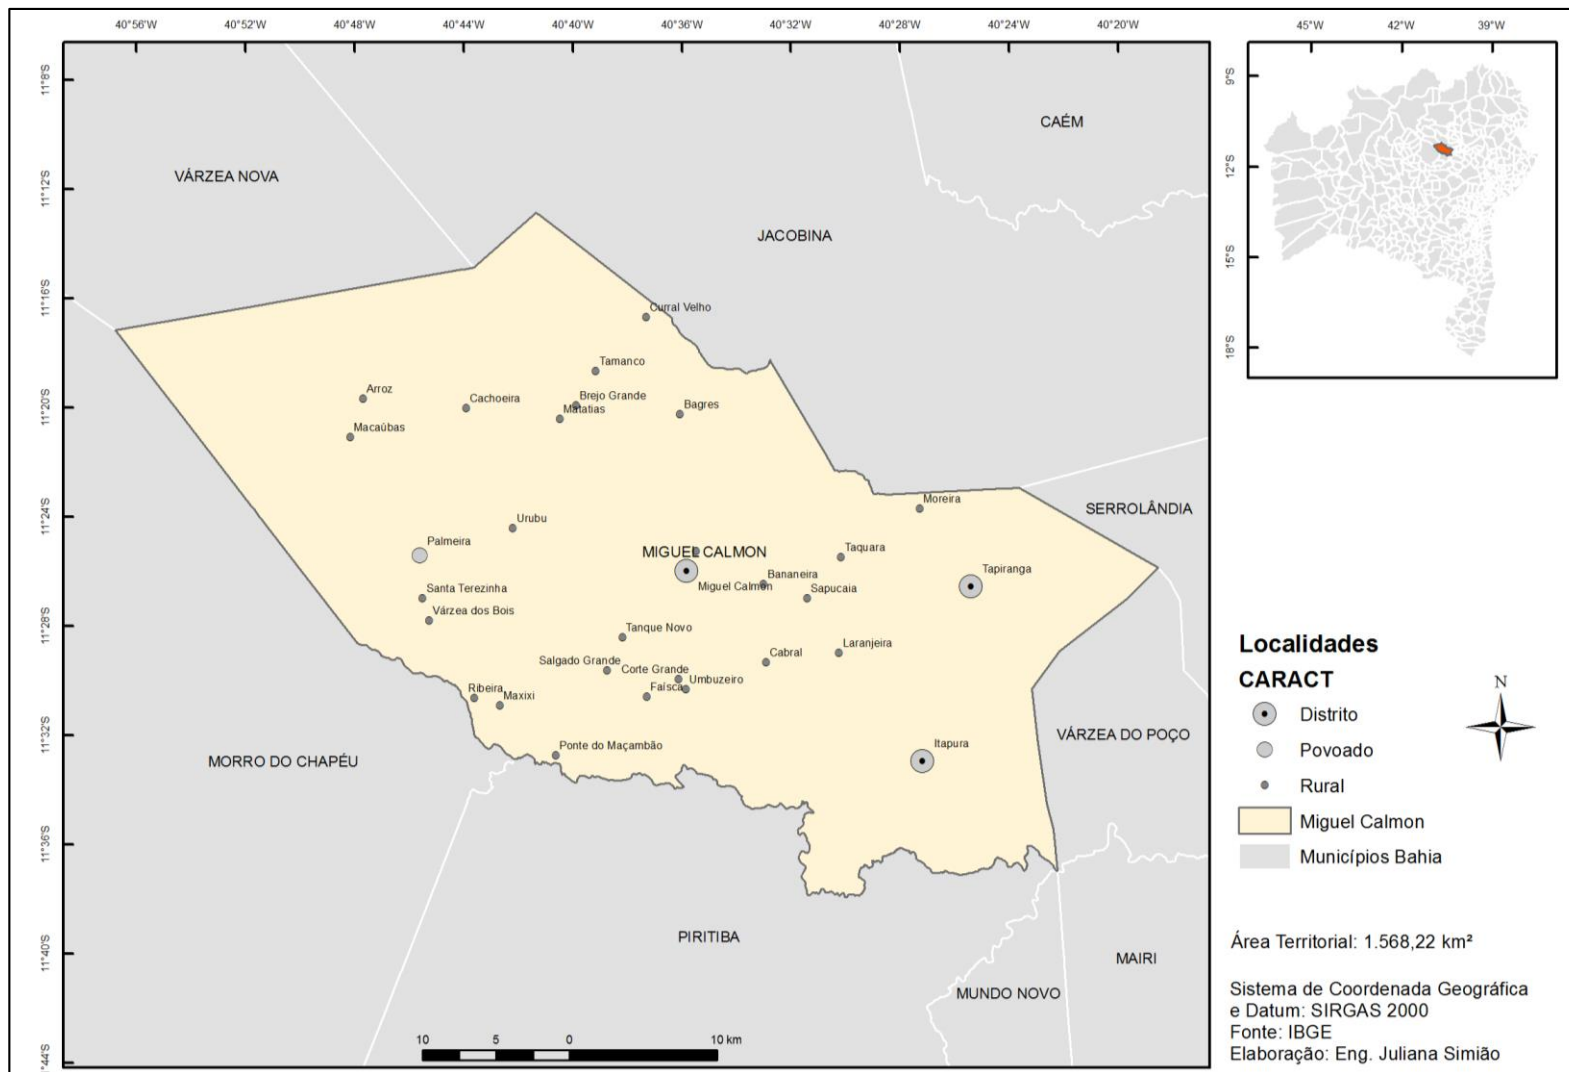 40°56'W 40°52'W 40°48'W 40°44'W 40°40'W 40°36'W 40°32'W 40°27'W 40°24'W 40°20'W
45°W 42°W 39°W
11°8'S
11°12'S
11°16'S
11°20'S
11°24'S
11°28'S
11°32'S
11°36'S
11°40'S
11°44'S
9°S
12°S
15°S
18°S
CAÉM
VÁRZEA NOVA
JACOBINA
Curral Velho
Tamanco
Arroz
Cachoeira
Brejo Grande
Matatias
Bagres
Macaúbas
Moreira
SERROLÂNDIA
Urubu
Palmeira
MIGUEL CALMON
Taquara
Miguel Calmon
Bananeira
Tapiranga
Santa Terezinha
Sapucaia
Várzea dos Bois
Tanque Novo
Laranjeira
Salgado Grande
Corte Grande
Cabral
Umbuzeiro
Ribeira
Maxixi
Faísca
VÁRZEA DO POÇO
Ponte do Maçambão
Itapura
MORRO DO CHAPÉU
PIRITIBA
MUNDO NOVO
MAIRI
10 5 0 10 km
Localidades
CARACT
N
Distrito
Povoado
Rural
Miguel Calmon
Municípios Bahia
Área Territorial: 1.568,22 km²
Sistema de Coordenada Geográfica
e Datum: SIRGAS 2000
Fonte: IBGE
Elaboração: Eng. Juliana Simião